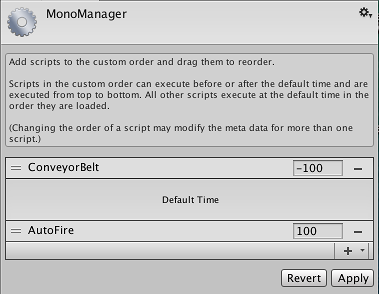 MonoManager
Add scripts to the custom order and drag them to reorder.
Scripts in the custom order can execute before or after the default time and are
executed from top to bottom. All other scripts execute at the default time in the
order they are loaded.
(Changing the order of a script may modify the meta data for more than one
script.)
ConveyorBelt -100
Default Time
AutoFire 100
Revert Apply